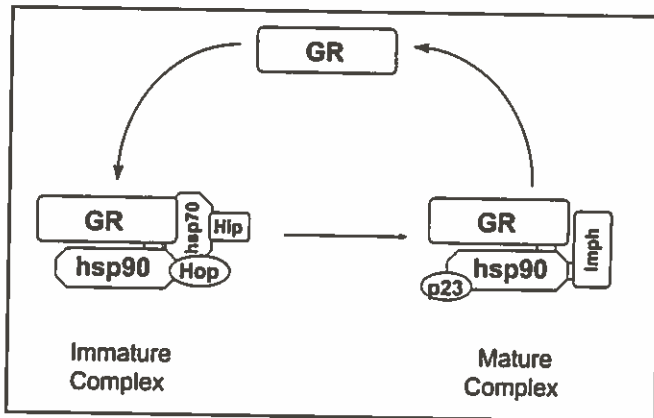 GR
GR
hsp70
Hip
hsp90
Hop
GR
Imph
hsp90
p23
Immature
Complex
Mature
Complex